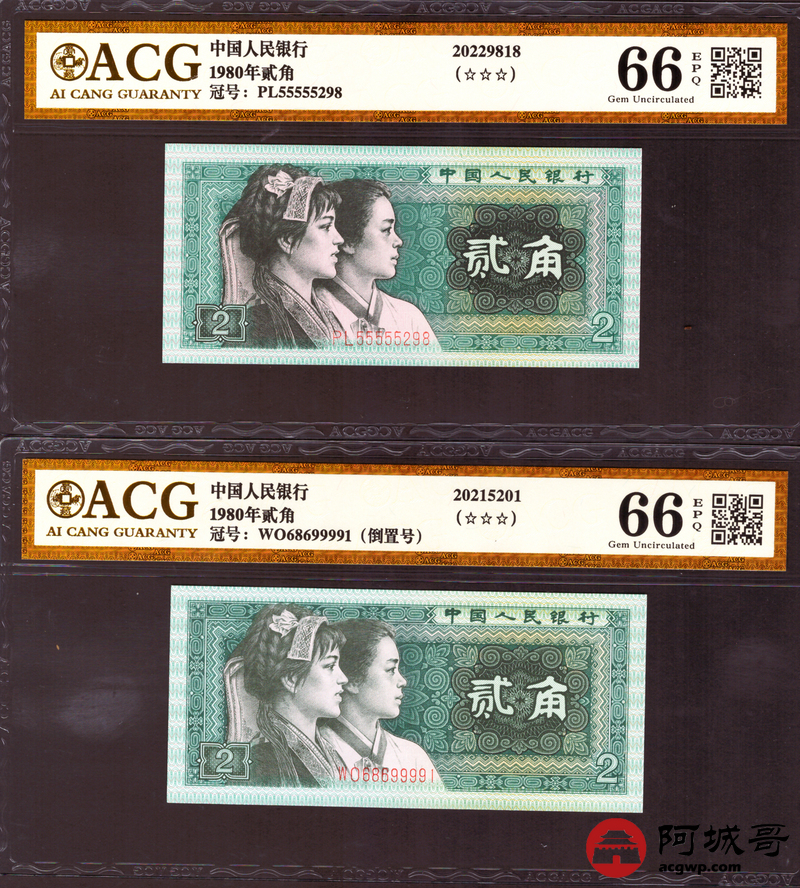 ACG
AI CANG GUARANTY
中国人民银行
1980年贰角
冠号：PL55555298
20229818
(☆☆☆)
66
EPQ
Gem Uncirculated
中国人民银行
贰角
2
2
PL55555298
ACG
AI CANG GUARANTY
中国人民银行
1980年贰角
冠号：WO68699991（倒置号）
20215201
(☆☆☆)
66
EPQ
Gem Uncirculated
中国人民银行
贰角
2
2
WO68699991
阿城哥
acgwp.com